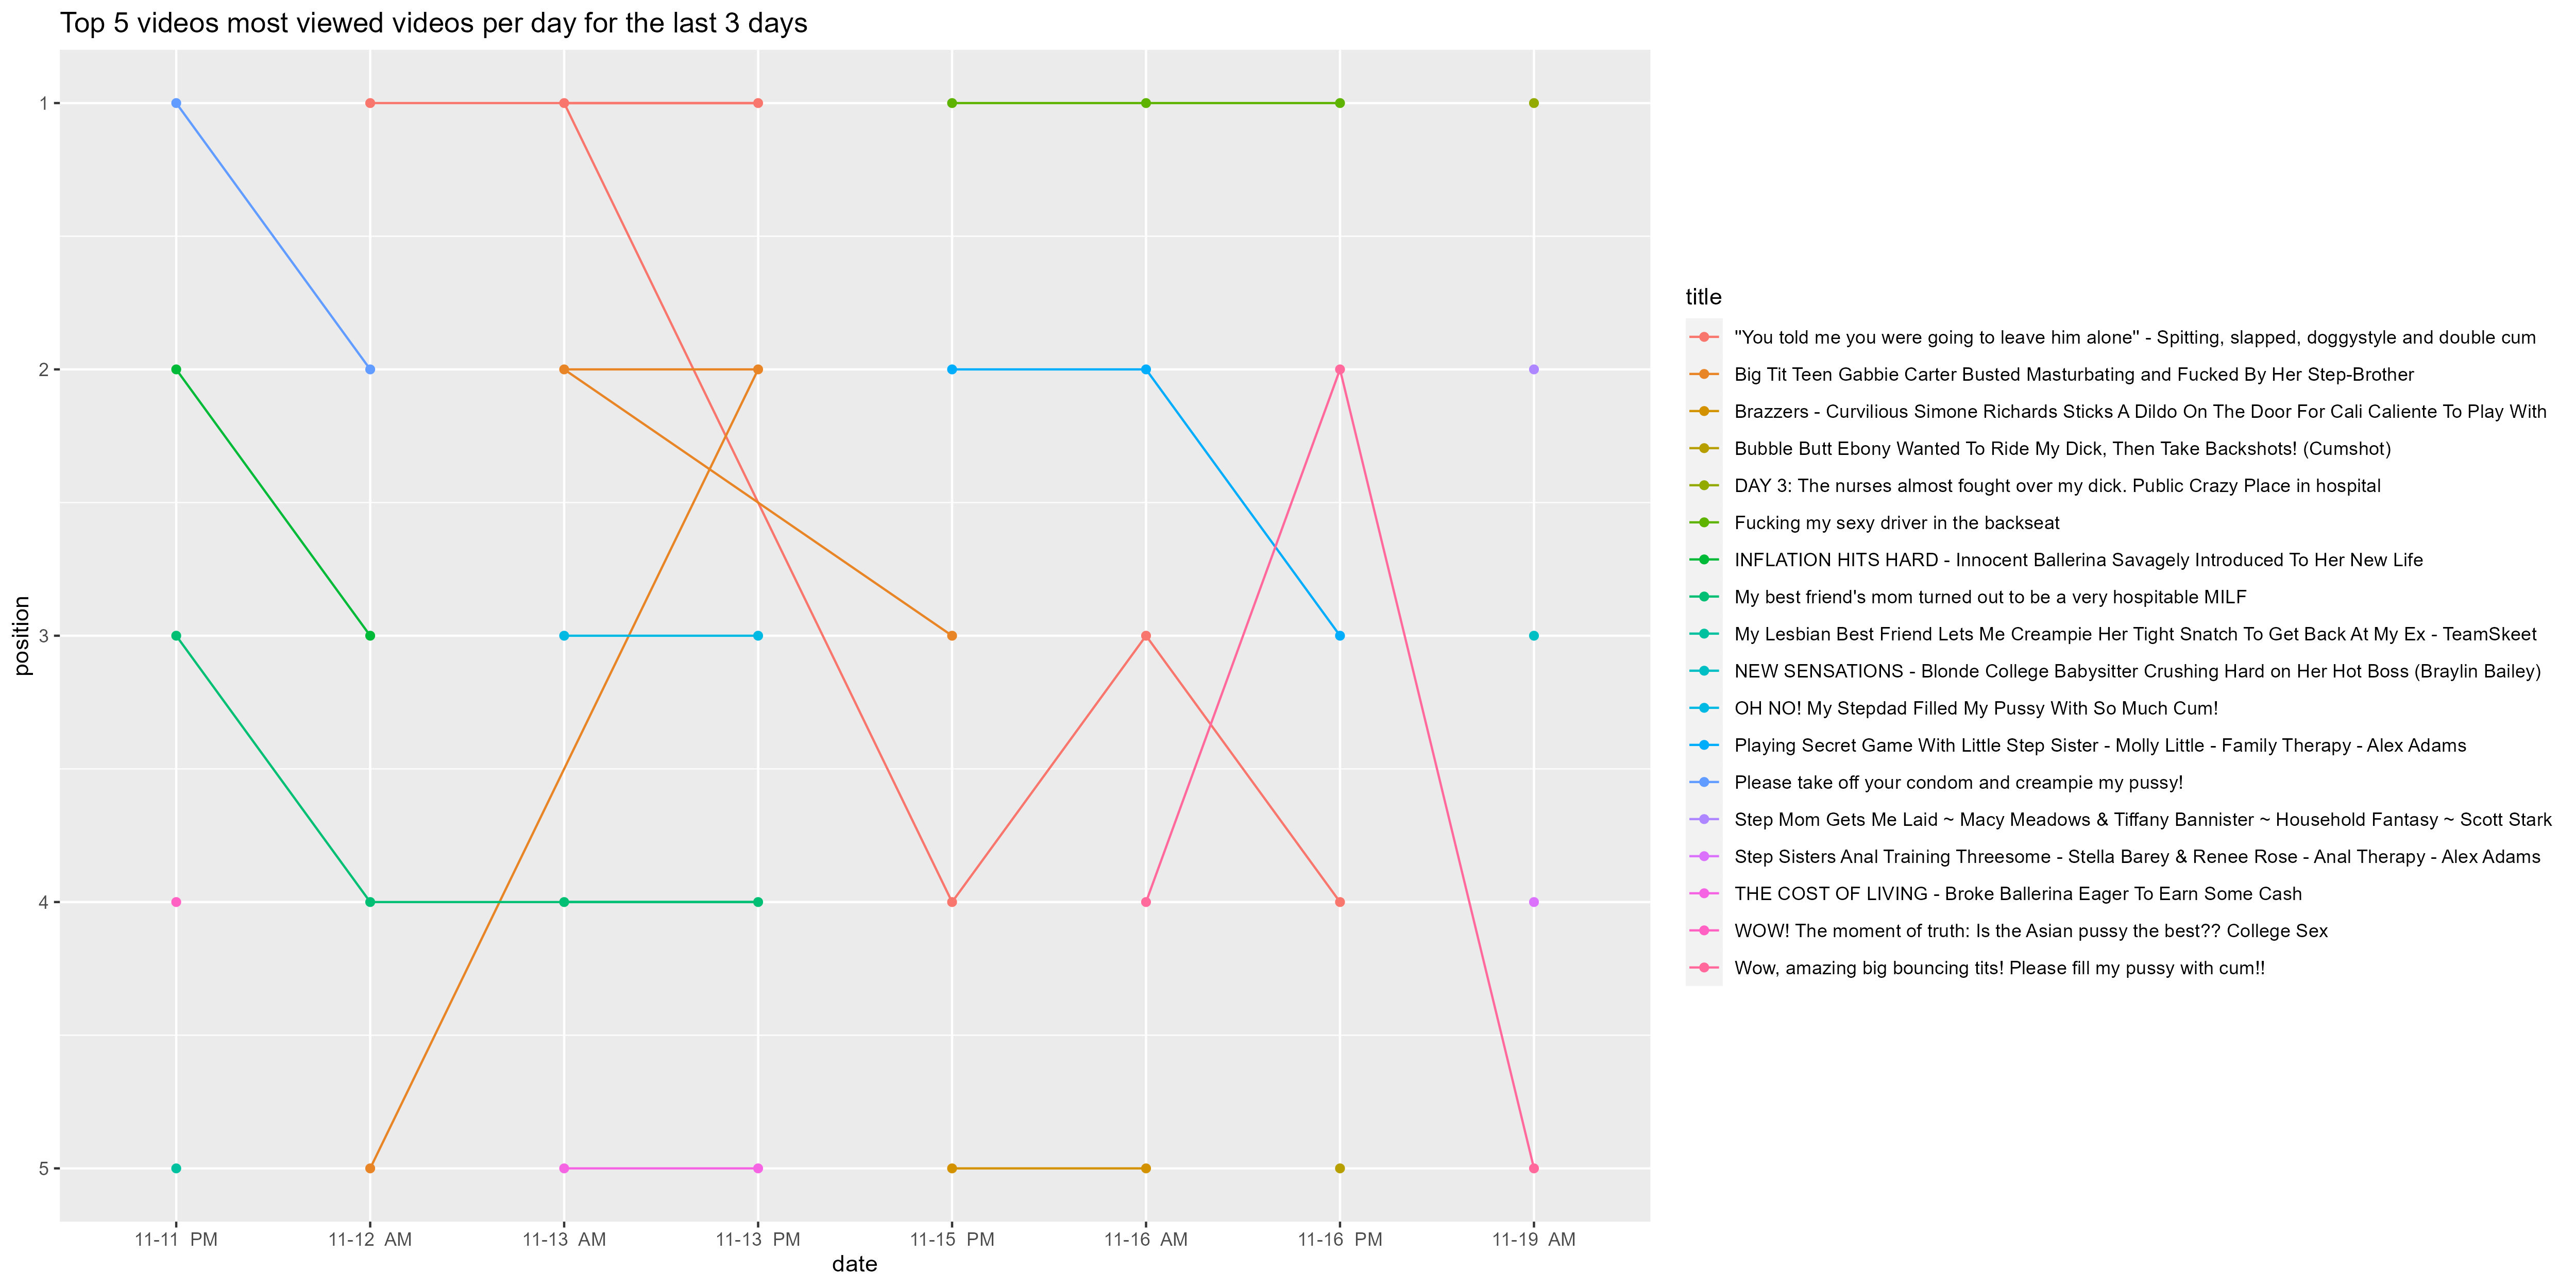 Top 5 videos most viewed videos per day for the last 3 days
position
1
2
3
4
5
11-11 PM
11-12 AM
11-13 AM
11-13 PM
11-15 PM
11-16 AM
11-16 PM
11-19 AM
date
title
"You told me you were going to leave him alone" - Spitting, slapped, doggystyle and double cum
Big Tit Teen Gabbie Carter Busted Masturbating and Fucked By Her Step-Brother
Brazzers - Curvilious Simone Richards Sticks A Dildo On The Door For Cali Caliente To Play With
Bubble Butt Ebony Wanted To Ride My Dick, Then Take Backshots! (Cumshot)
DAY 3: The nurses almost fought over my dick. Public Crazy Place in hospital
Fucking my sexy driver in the backseat
INFLATION HITS HARD - Innocent Ballerina Savagely Introduced To Her New Life
My best friend's mom turned out to be a very hospitable MILF
My Lesbian Best Friend Lets Me Creampie Her Tight Snatch To Get Back At My Ex - TeamSkeet
NEW SENSATIONS - Blonde College Babysitter Crushing Hard on Her Hot Boss (Braylin Bailey)
OH NO! My Stepdad Filled My Pussy With So Much Cum!
Playing Secret Game With Little Step Sister - Molly Little - Family Therapy - Alex Adams
Please take off your condom and creampie my pussy!
Step Mom Gets Me Laid ~ Macy Meadows & Tiffany Bannister ~ Household Fantasy ~ Scott Stark
Step Sisters Anal Training Threesome - Stella Barey & Renee Rose - Anal Therapy - Alex Adams
THE COST OF LIVING - Broke Ballerina Eager To Earn Some Cash
WOW! The moment of truth: Is the Asian pussy the best?? College Sex
Wow, amazing big bouncing tits! Please fill my pussy with cum!!